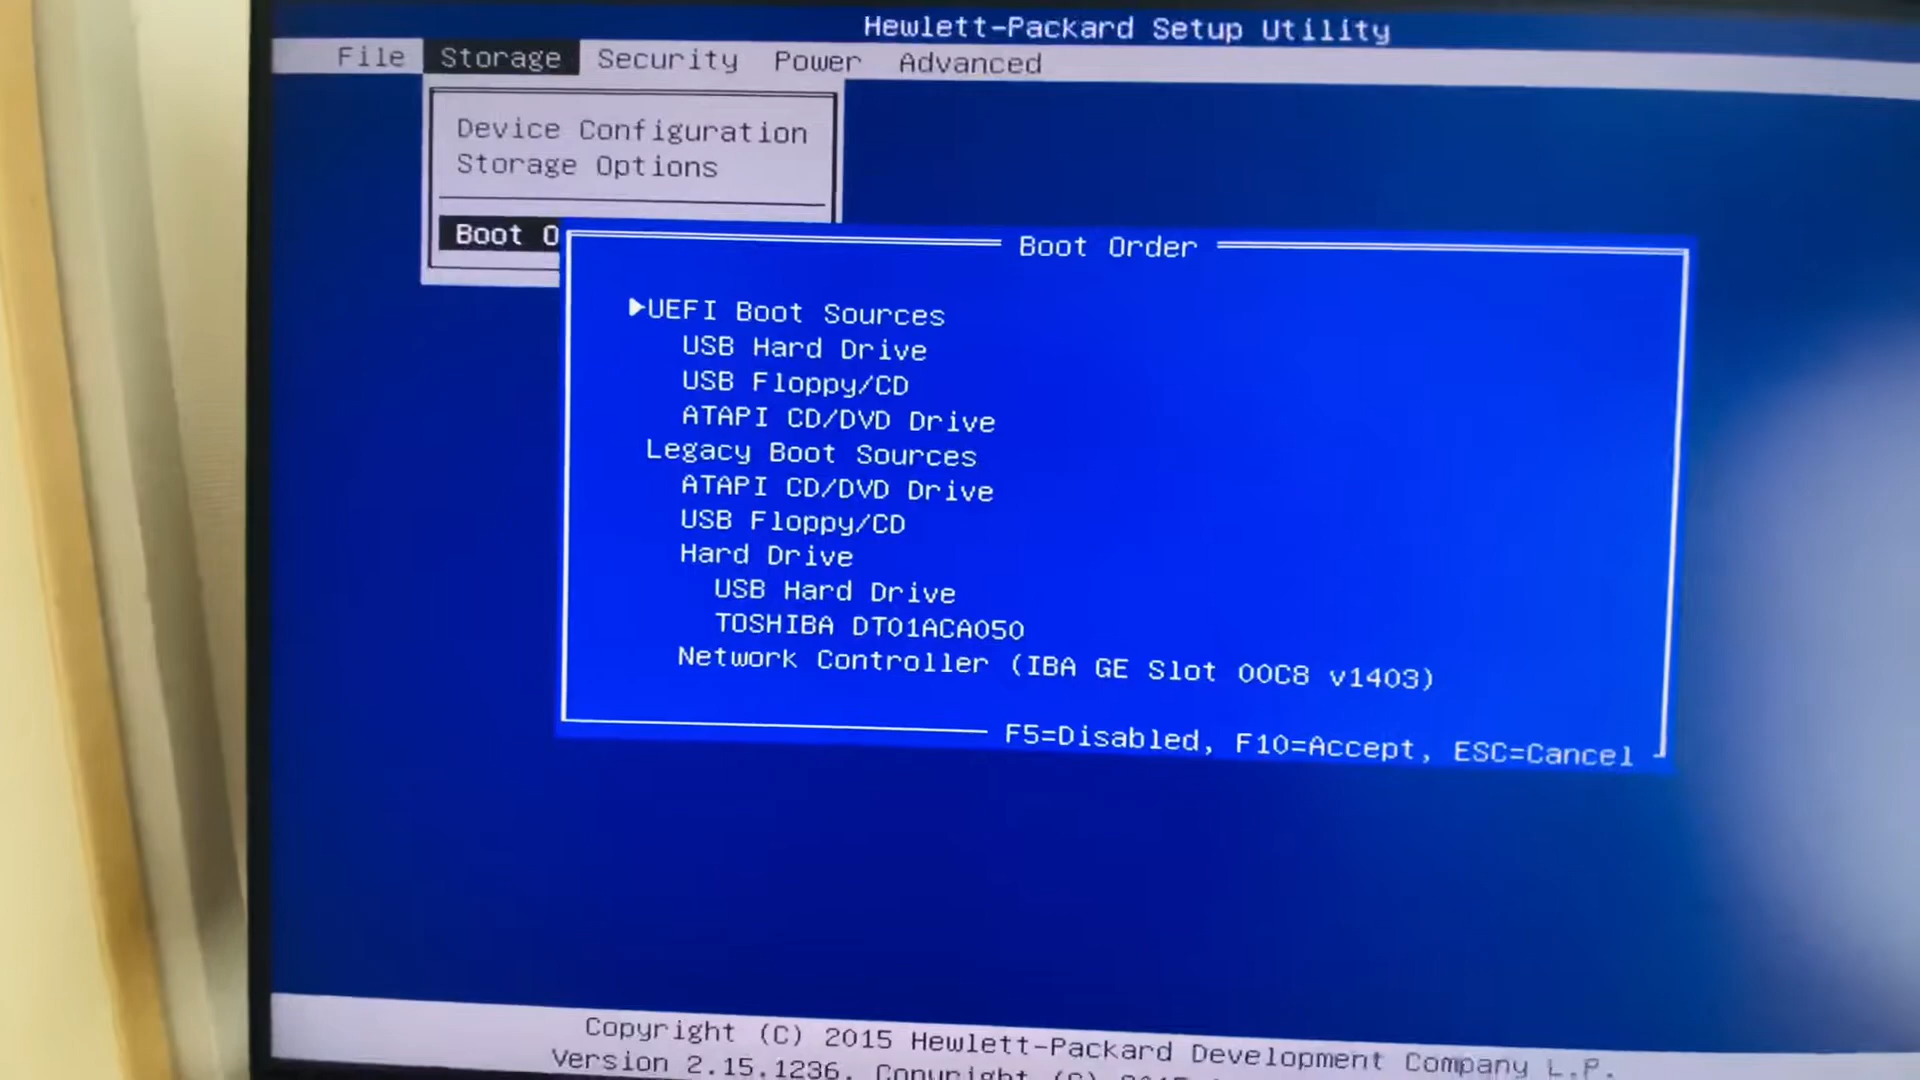 Hewlett-Packard Setup Utility
File Storage Security Power Advanced
Device Configuration
Storage Options
Boot O
Boot Order
UEFI Boot Sources
USB Hard Drive
USB Floppy/CD
ATAPI CD/DVD Drive
Legacy Boot Sources
ATAPI CD/DVD Drive
USB Floppy/CD
Hard Drive
USB Hard Drive
TOSHIBA DT01ACA050
Network Controller (IBA GE Slot 00C8 v1403)
F5=Disabled, F10=Accept, ESC=Cancel
Copyright (C) 2015 Hewlett-Packard Development Company L.P.
Version 2.15.1236. Copyright (C)